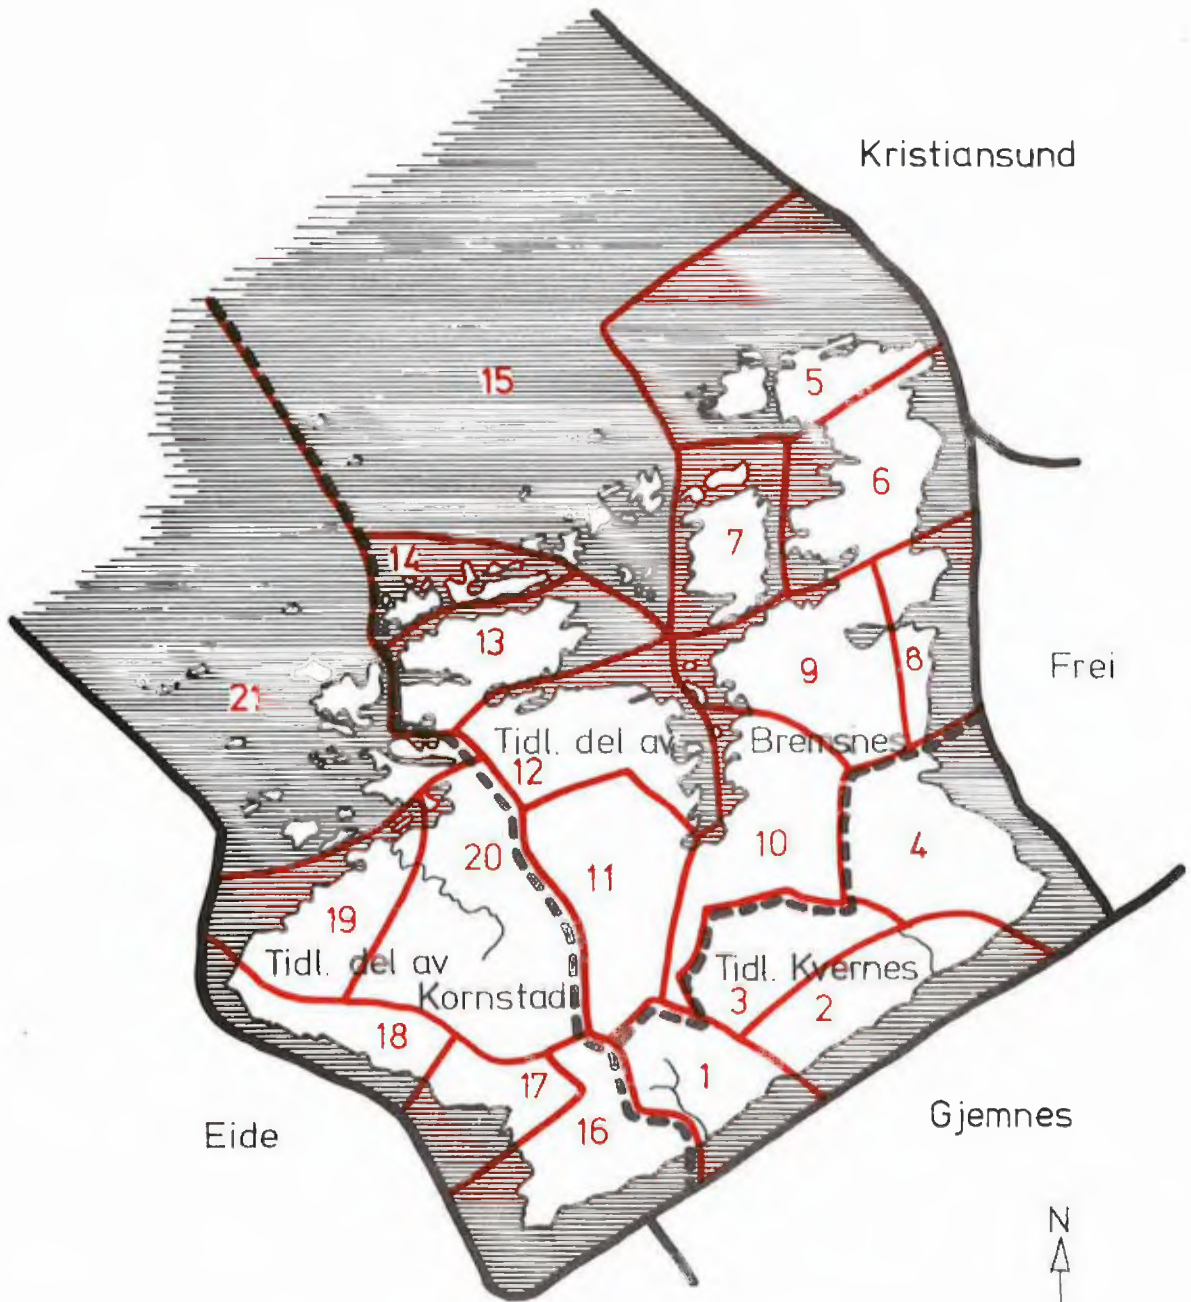 Kristiansund
15
5
6
7
14
13
9
8
Frei
21
Tidl. del av Bremsnes
12
20
10
4
11
19
Tidl. del av
Kornstad
Tidl. Kvernes
3
2
18
17
1
16
Eide
Gjemnes
N